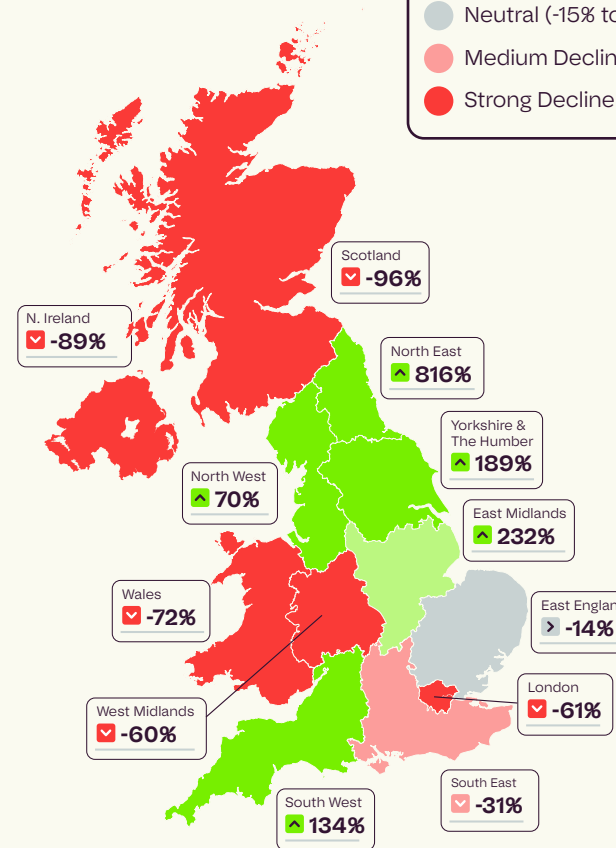 Neutral (-15% to
Medium Declin
Strong Decline
Scotland
-96%
N. Ireland
-89%
North East
816%
Yorkshire &
The Humber
189%
North West
70%
East Midlands
232%
Wales
-72%
East Englan
-14%
London
-61%
West Midlands
-60%
South East
-31%
South West
134%